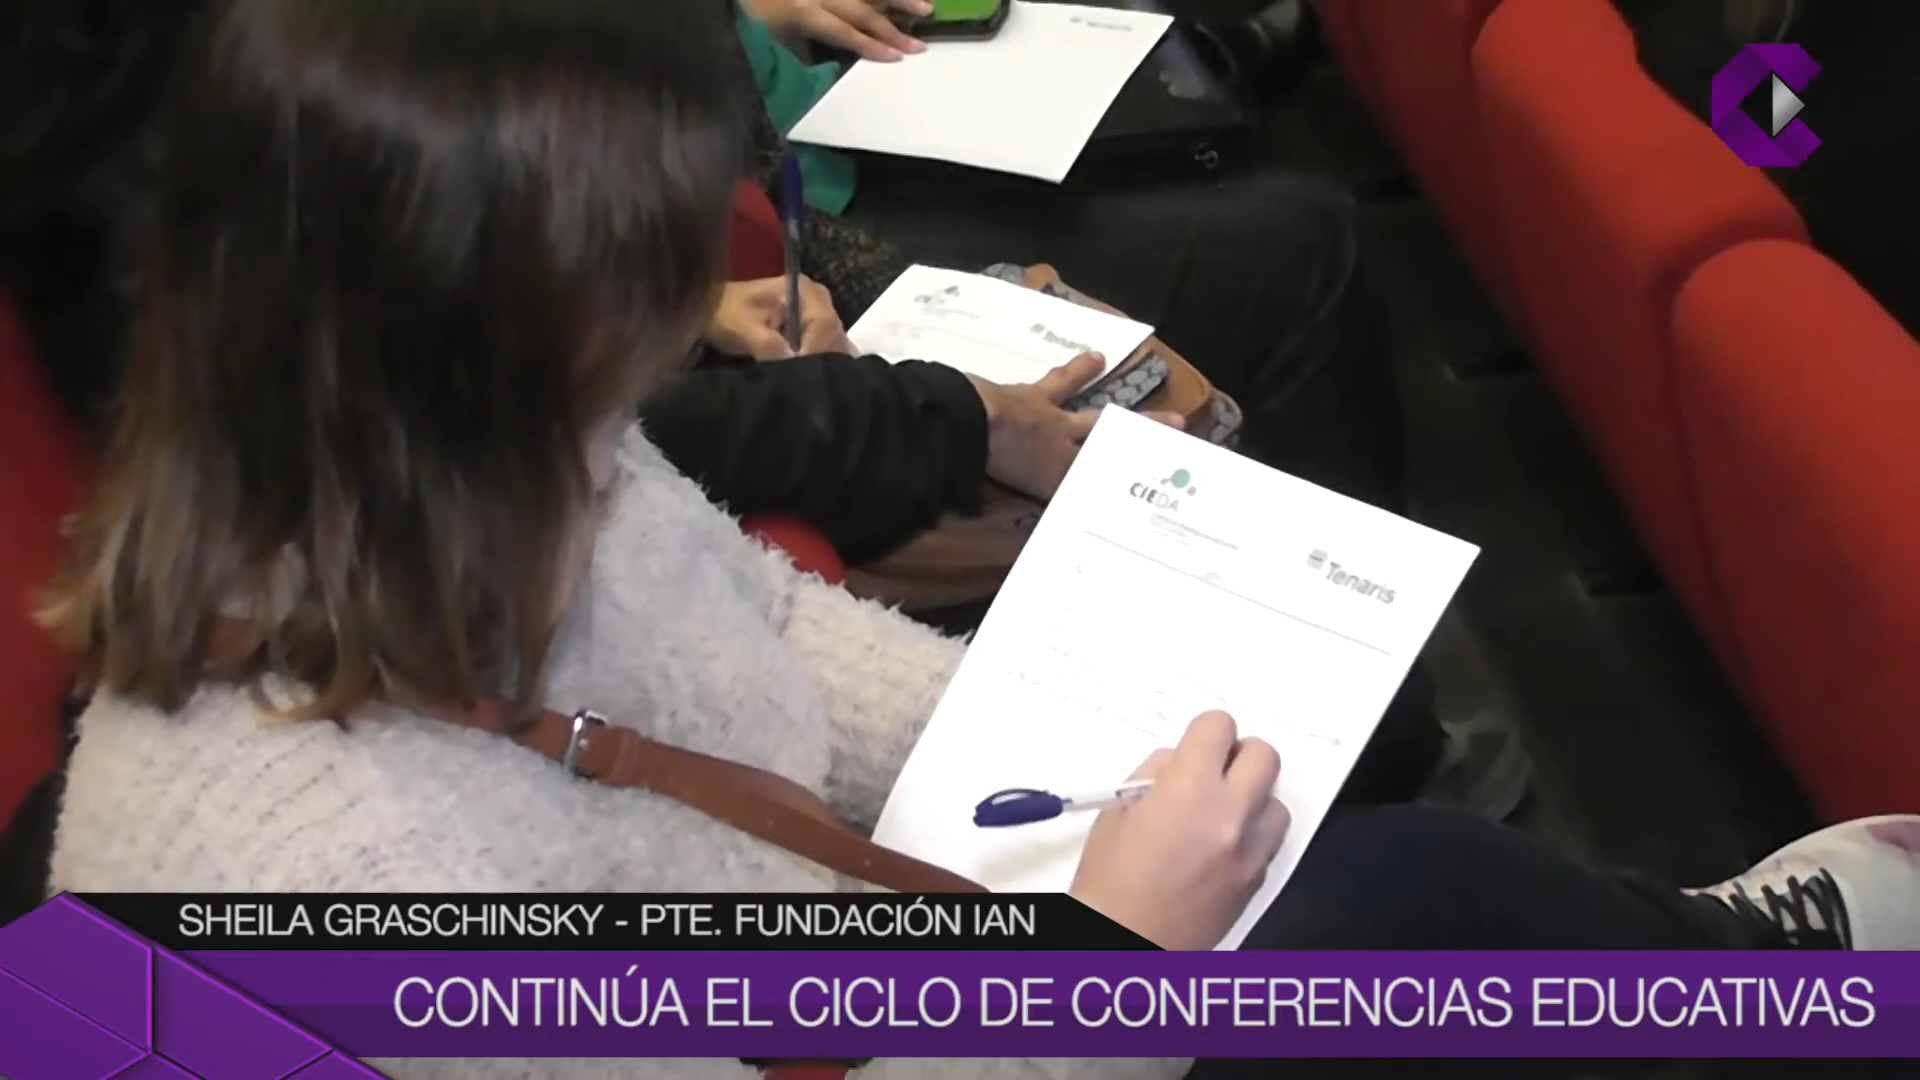 Tenaris
CIEDA
Tenaris
SHEILA GRASCHINSKY - PTE. FUNDACIÓN IAN
CONTINÚA EL CICLO DE CONFERENCIAS EDUCATIVAS